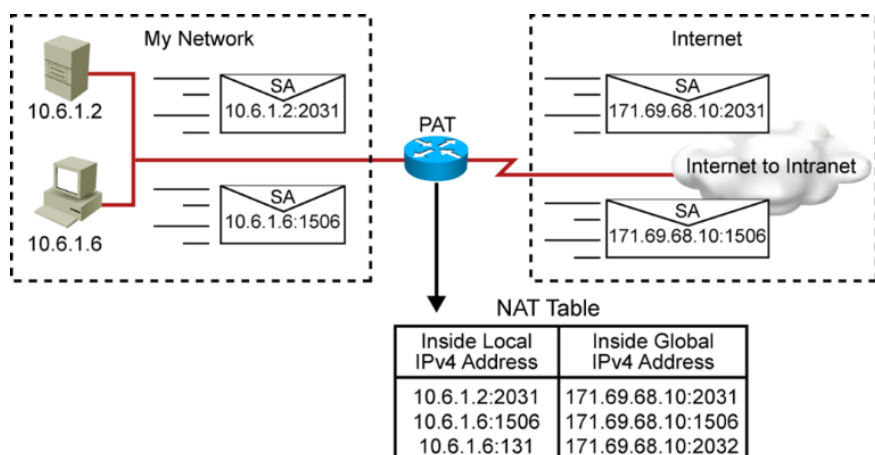 My Network
10.6.1.2
SA
10.6.1.2:2031
10.6.1.6
SA
10.6.1.6:1506
PAT
Internet
SA
171.69.68.10:2031
Internet to Intranet
SA
171.69.68.10:1506
NAT Table
Inside Local
IPv4 Address
Inside Global
IPv4 Address
10.6.1.2:2031 171.69.68.10:2031
10.6.1.6:1506 171.69.68.10:1506
10.6.1.6:131 171.69.68.10:2032